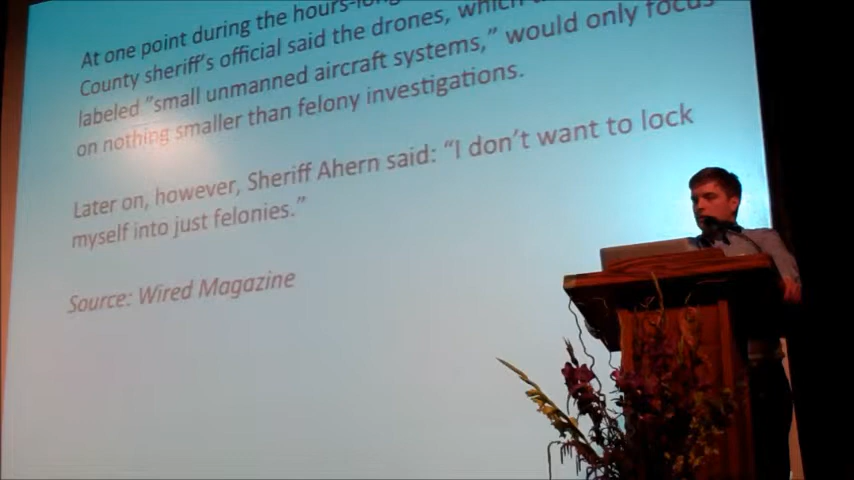 At one point during the hours-long
County sheriff's official said the drones, which
labeled "small unmanned aircraft systems," would only focus
on nothing smaller than felony investigations.
Later on, however, Sheriff Ahern said: "I don't want to lock
myself into just felonies."
Source: Wired Magazine